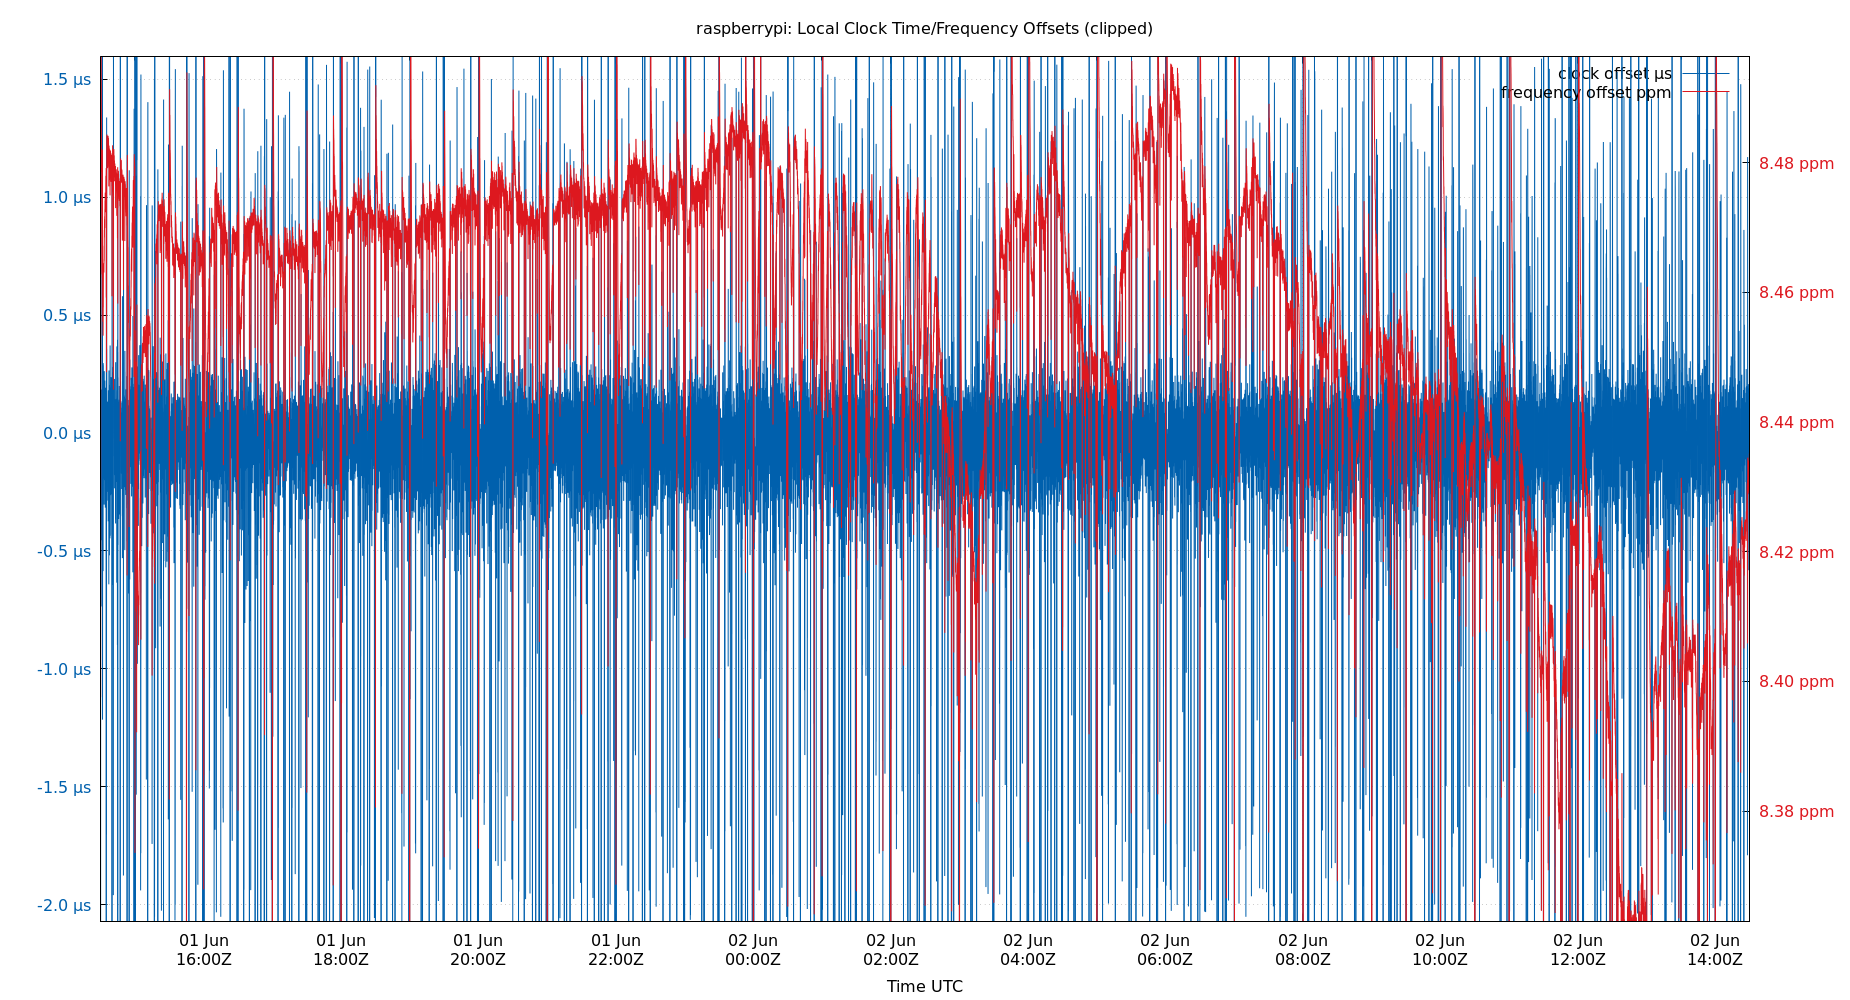 raspberrypi: Local Clock Time/Frequency Offsets (clipped)
clock offset µs
frequency offset ppm
1.5 µs
1.0 µs
0.5 µs
0.0 µs
-0.5 µs
-1.0 µs
-1.5 µs
-2.0 µs
8.48 ppm
8.46 ppm
8.44 ppm
8.42 ppm
8.40 ppm
8.38 ppm
01 Jun
16:00Z
01 Jun
18:00Z
01 Jun
20:00Z
01 Jun
22:00Z
02 Jun
00:00Z
02 Jun
02:00Z
02 Jun
04:00Z
02 Jun
06:00Z
02 Jun
08:00Z
02 Jun
10:00Z
02 Jun
12:00Z
02 Jun
14:00Z
Time UTC